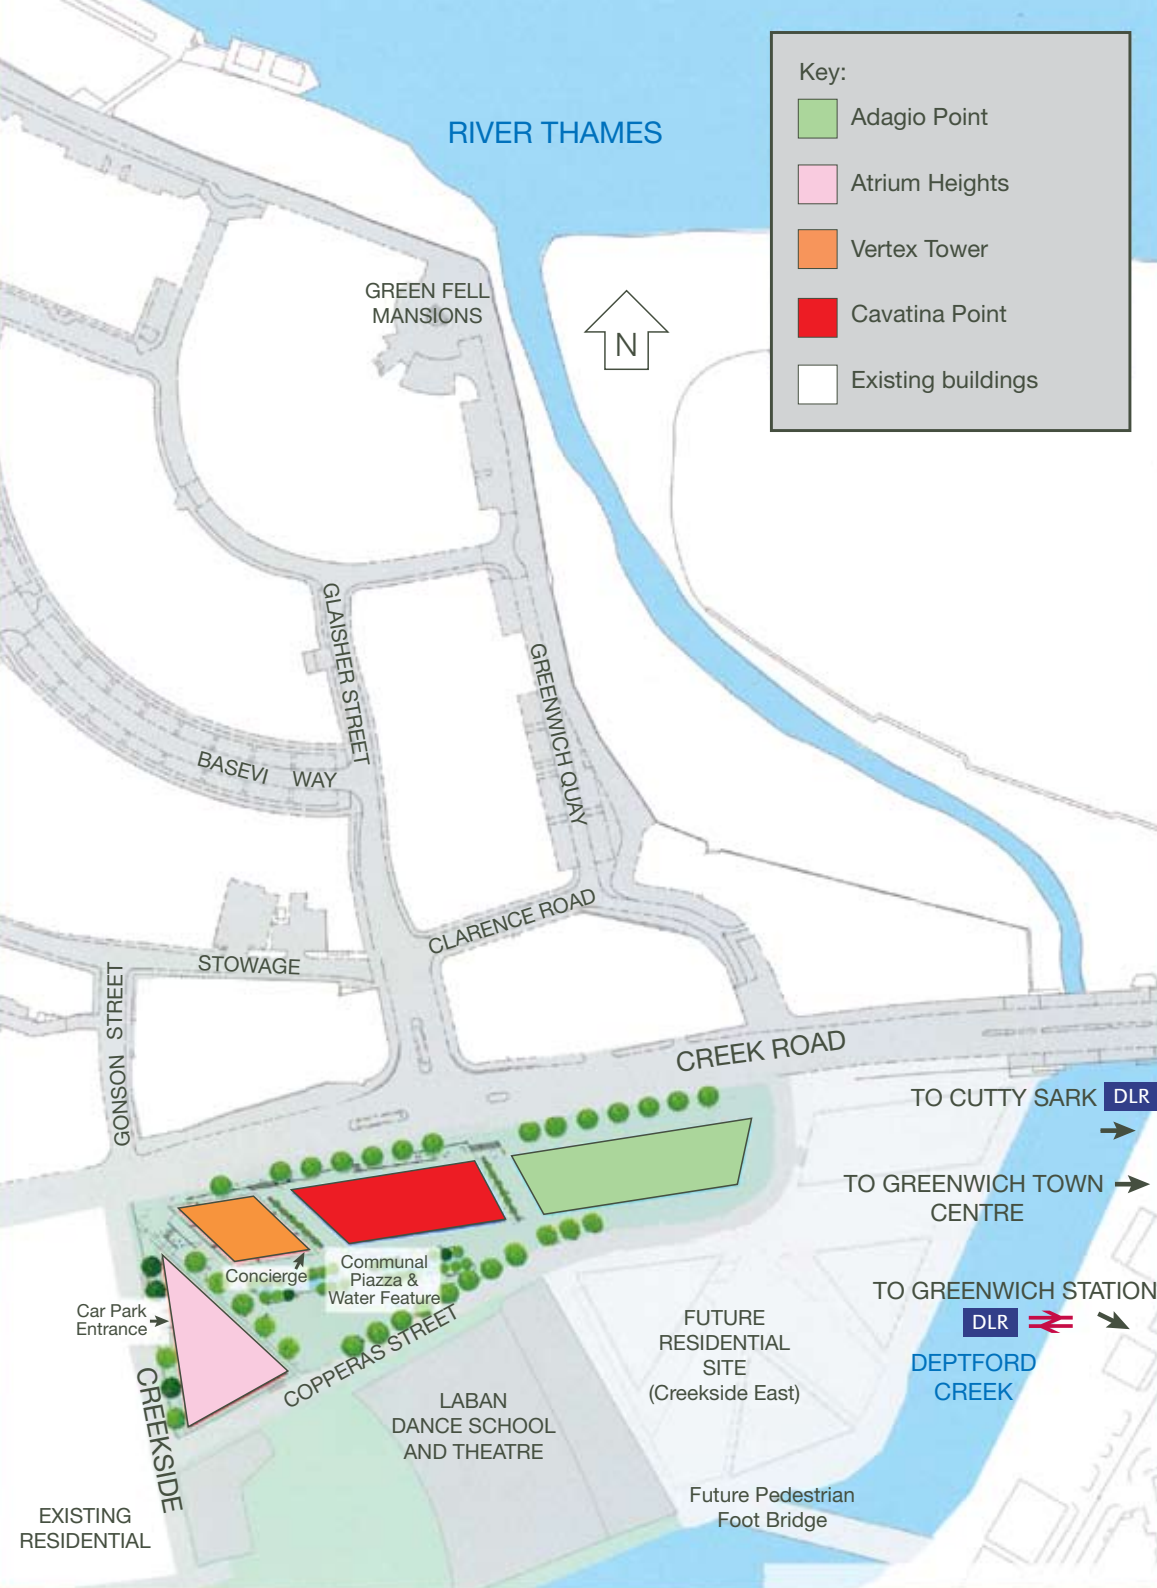 RIVER THAMES
Key:
Adagio Point
Atrium Heights
Vertex Tower
Cavatina Point
Existing buildings
GREEN FELL
MANSIONS
N
GLAISHER STREET
GREENWICH QUAY
BASEVI WAY
CLARENCE ROAD
STOWAGE
GONSON STREET
CREEK ROAD
TO CUTTY SARK DLR
TO GREENWICH TOWN
CENTRE
Concierge
Communal
Piazza &
Water Feature
Car Park
Entrance
TO GREENWICH STATION
DLR
DEPTFORD
CREEK
FUTURE
RESIDENTIAL
SITE
(Creekside East)
COPPERAS STREET
CREEKSIDE
LABAN
DANCE SCHOOL
AND THEATRE
Future Pedestrian
Foot Bridge
EXISTING
RESIDENTIAL